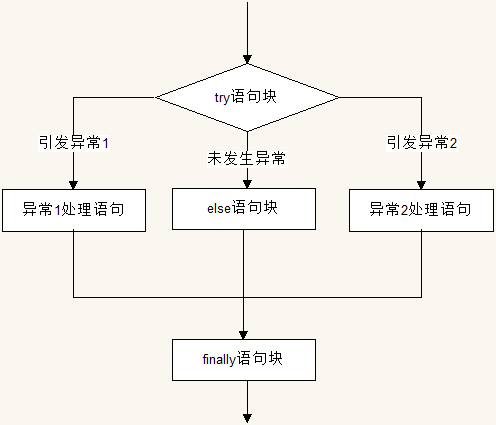 try语句块
引发异常1
未发生异常
引发异常2
异常1处理语句
else语句块
异常2处理语句
finally语句块